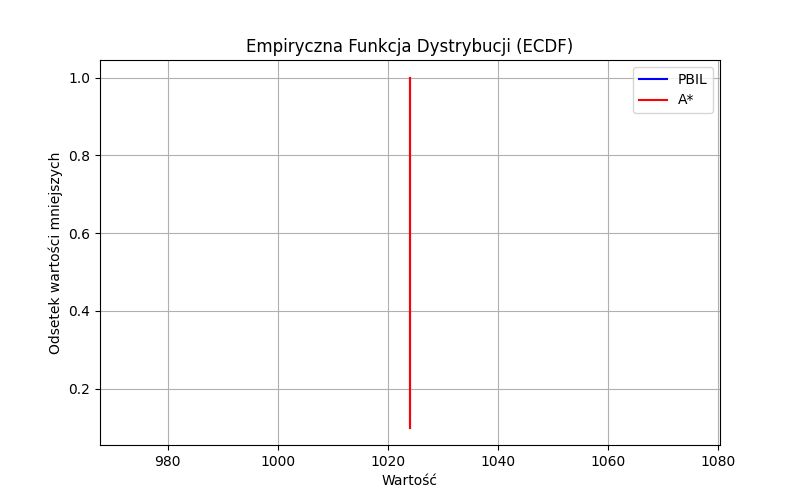 Empiryczna Funkcja Dystrybucji (ECDF)
PBIL
A*
1.0
0.8
0.6
0.4
0.2
Odsetek wartości mniejszych
980
1000
1020
1040
1060
1080
Wartość